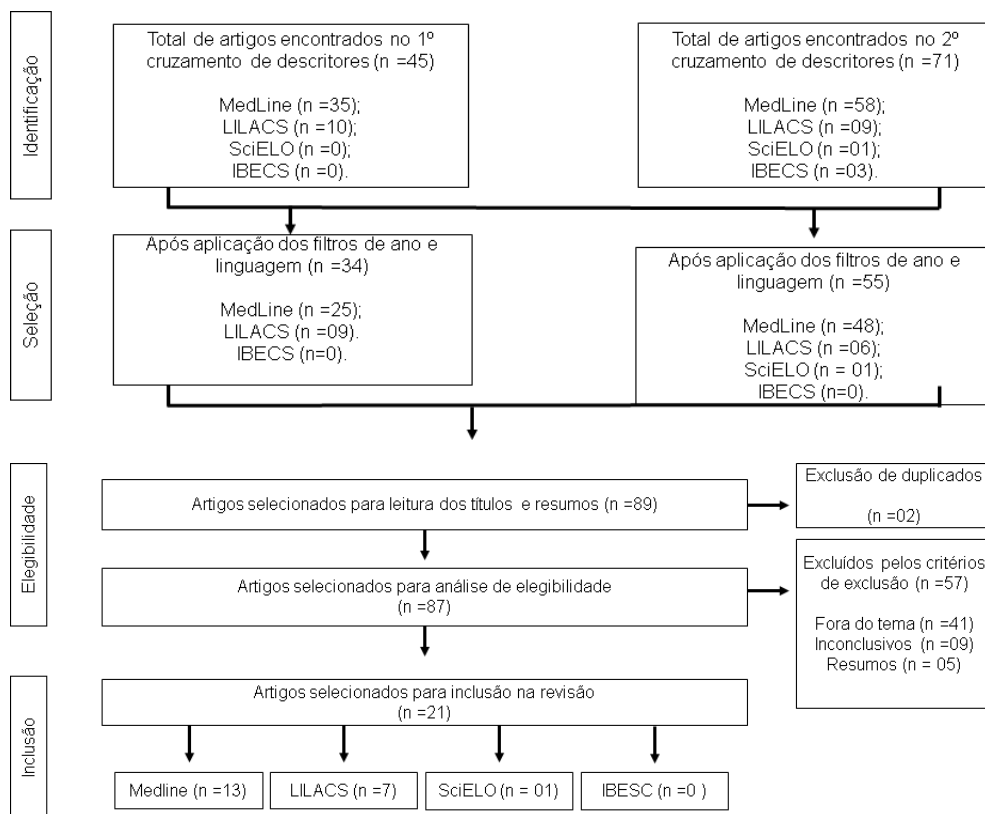 Identificação
Total de artigos encontrados no 1º
cruzamento de descritores (n =45)
MedLine (n =35);
LILACS (n =10);
SciELO (n =0);
IBECS (n =0).
Total de artigos encontrados no 2º
cruzamento de descritores (n =71)
MedLine (n =58);
LILACS (n =09);
SciELO (n =01);
IBECS (n =03).
Seleção
Após aplicação dos filtros de ano e
linguagem (n =34)
MedLine (n =25);
LILACS (n =09).
IBECS (n=0).
Após aplicação dos filtros de ano e
linguagem (n =55)
MedLine (n =48);
LILACS (n =06);
SciELO (n = 01);
IBECS (n=0).
Elegibilidade
Artigos selecionados para leitura dos títulos e resumos (n =89)
Exclusão de duplicados
(n =02)
Artigos selecionados para análise de elegibilidade
(n =87)
Excluídos pelos critérios
de exclusão (n =57)
Fora do tema (n =41)
Inconclusivos (n =09)
Resumos (n = 05)
Inclusão
Artigos selecionados para inclusão na revisão
(n =21)
Medline (n =13)
LILACS (n =7)
SciELO (n = 01)
IBESC (n =0 )